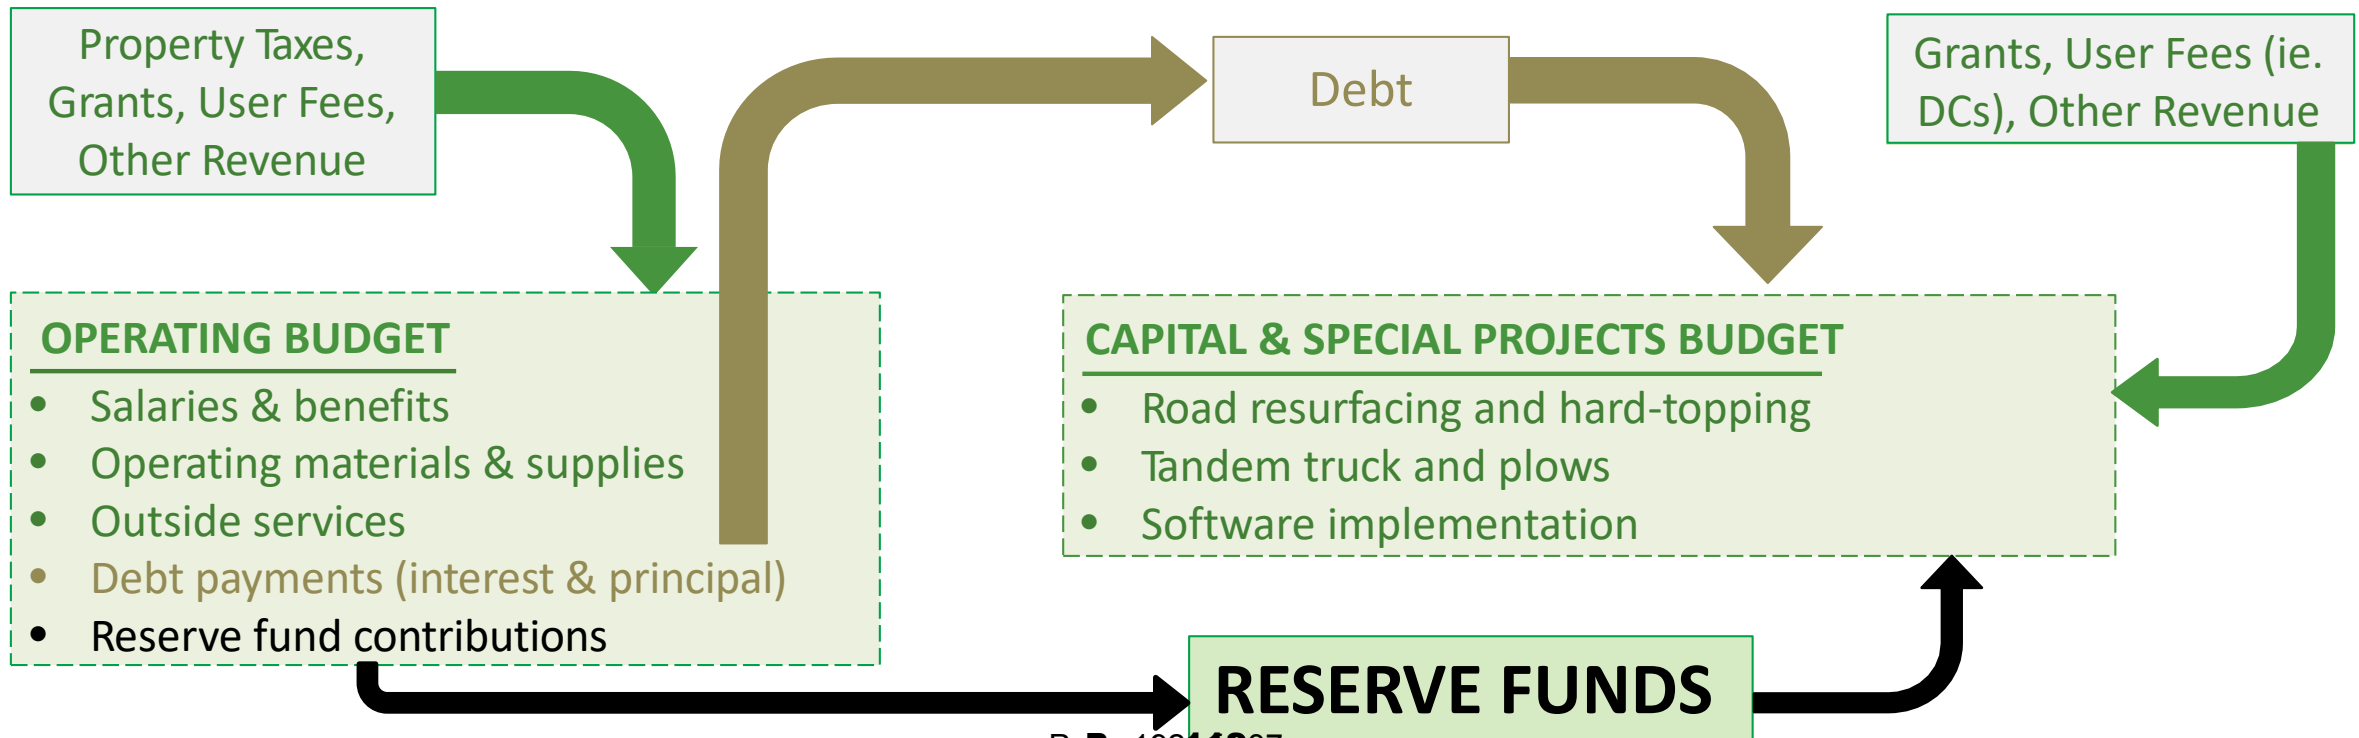 Property Taxes,
Grants, User Fees,
Other Revenue
Debt
Grants, User Fees (ie.
DCs), Other Revenue
OPERATING BUDGET
• Salaries & benefits
• Operating materials & supplies
• Outside services
• Debt payments (interest & principal)
• Reserve fund contributions
CAPITAL & SPECIAL PROJECTS BUDGET
• Road resurfacing and hard-topping
• Tandem truck and plows
• Software implementation
RESERVE FUNDS